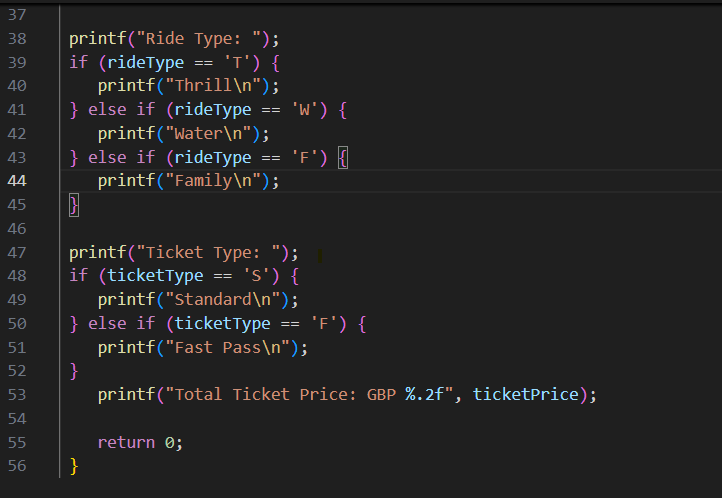 37
38 printf("Ride Type: ");
39 if (rideType == 'T') {
40 printf("Thrill\n");
41 } else if (rideType == 'W') {
42 printf("Water\n");
43 } else if (rideType == 'F') {
44 printf("Family\n");
45 }
46
47 printf("Ticket Type: ");
48 if (ticketType == 'S') {
49 printf("Standard\n");
50 } else if (ticketType == 'F') {
51 printf("Fast Pass\n");
52 }
53 printf("Total Ticket Price: GBP %.2f", ticketPrice);
54
55 return 0;
56 }